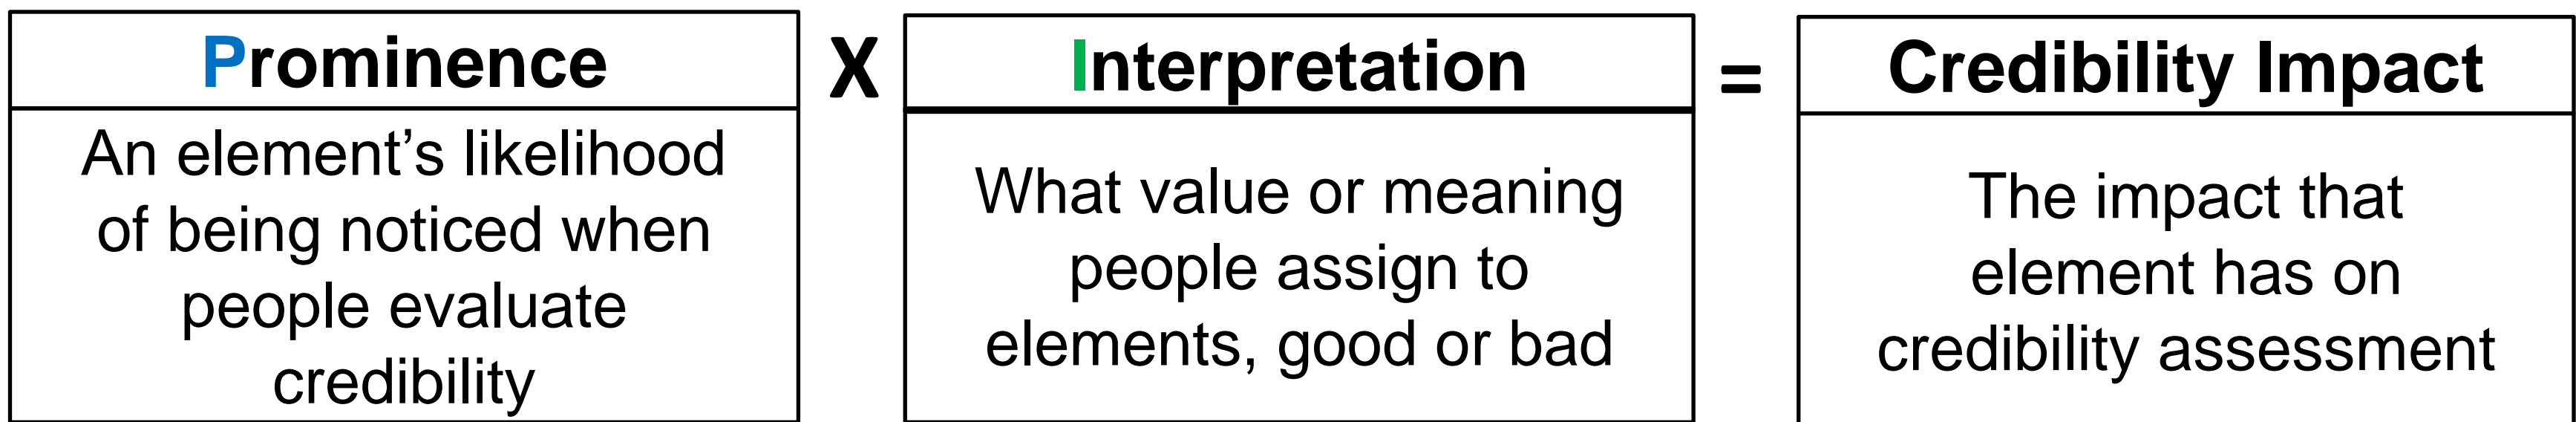 Prominence
An element’s likelihood
of being noticed when
people evaluate
credibility
X
Interpretation
What value or meaning
people assign to
elements, good or bad
=
Credibility Impact
The impact that
element has on
credibility assessment